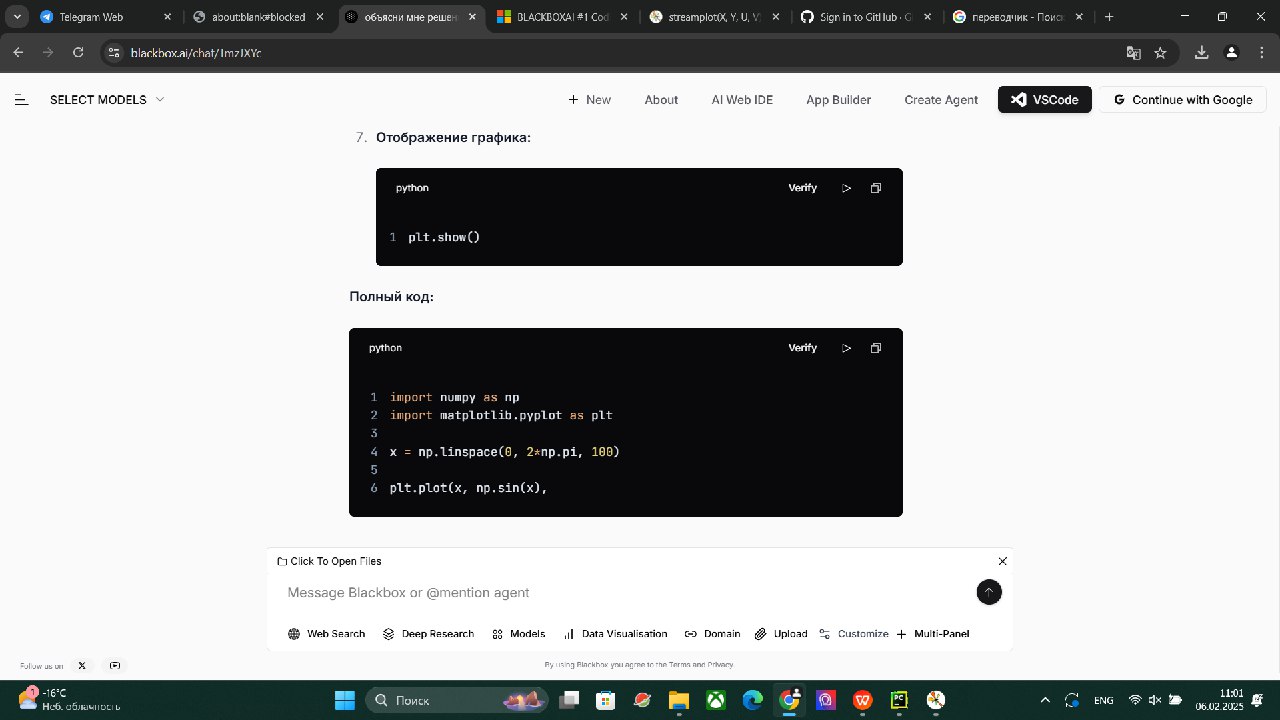 Telegram Web
about:blank#blocked
объясни мне решен
BLACKBOXAI #1 Cod
streamplot(X, Y, U, V)
Sign in to GitHub · G
переводчик - Поиск
blackbox.ai/chat/1mzJXYc
SELECT MODELS
New
About
AI Web IDE
App Builder
Create Agent
VSCode
Continue with Google
7. Отображение графика:
python
Verify
1 plt.show()
Полный код:
python
Verify
1 import numpy as np
2 import matplotlib.pyplot as plt
3
4 x = np.linspace(0, 2*np.pi, 100)
5
6 plt.plot(x, np.sin(x),
Click To Open Files
Message Blackbox or @mention agent
Web Search
Deep Research
Models
Data Visualisation
Domain
Upload
Customize
Multi-Panel
Follow us on
By using Blackbox you agree to the Terms and Privacy
1
-16°C
Неб. облачность
Поиск
ENG
11:01
06.02.2025